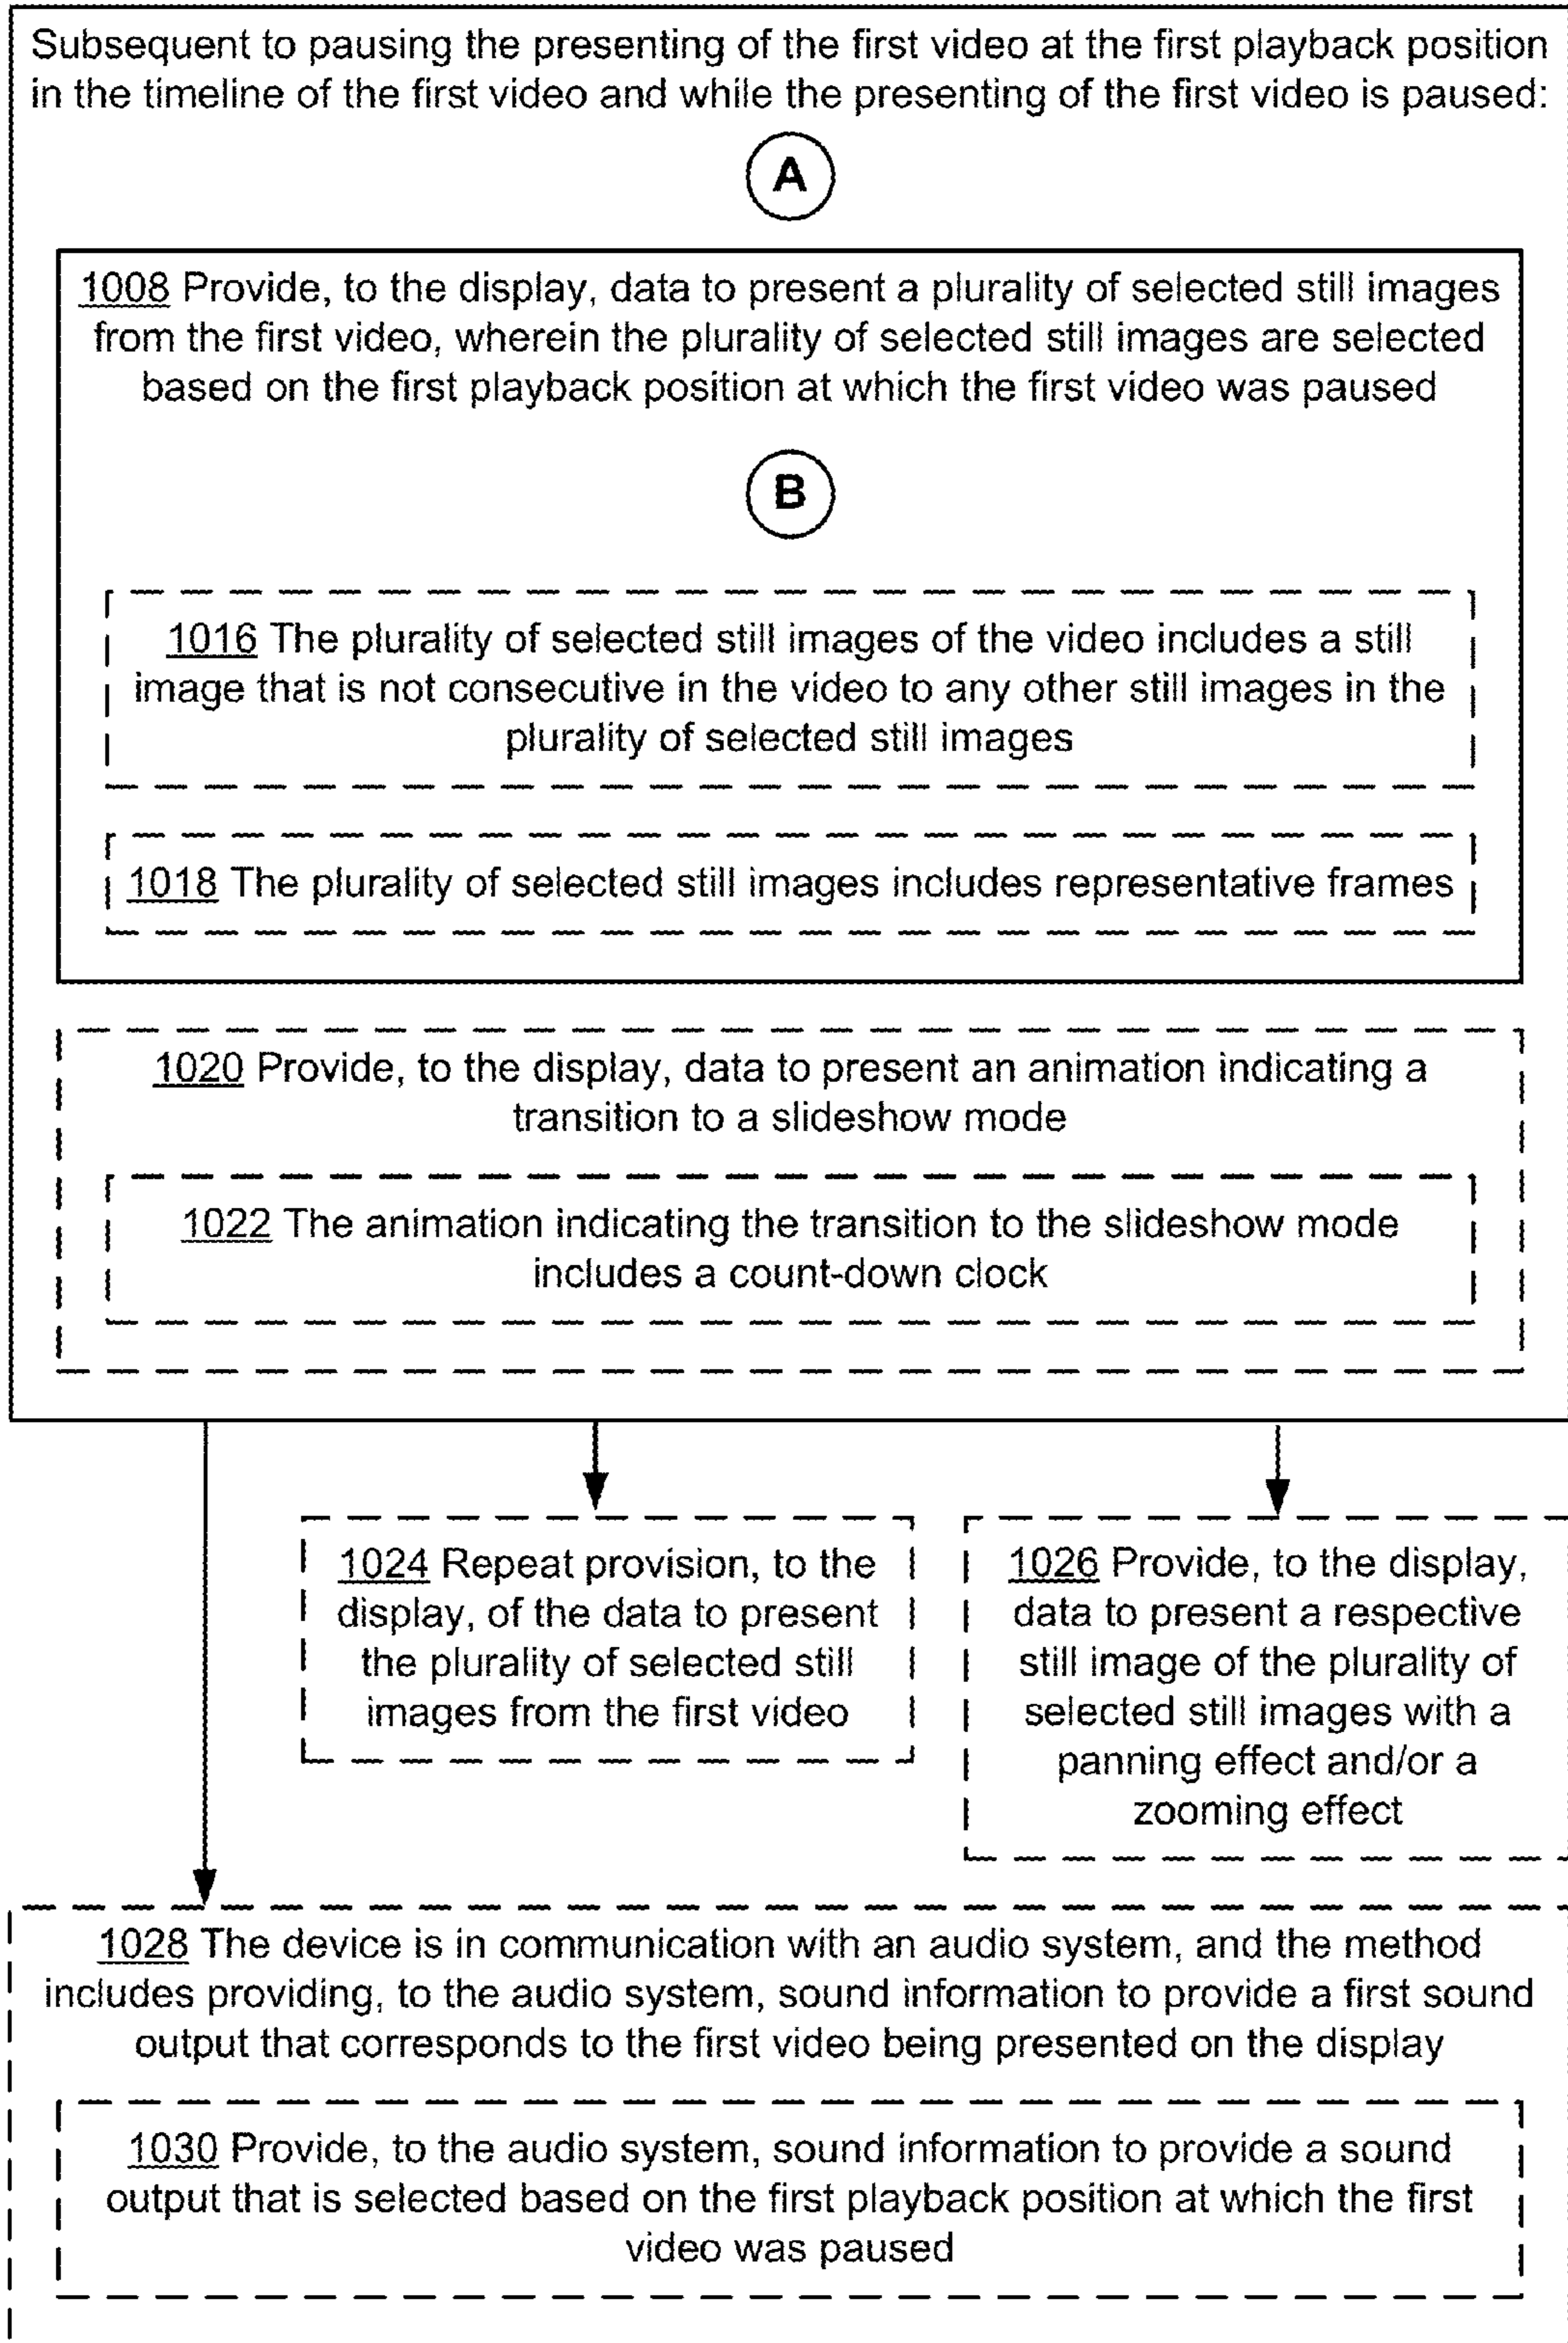 Subsequent to pausing the presenting of the first video at the first playback position
in the timeline of the first video and while the presenting of the first video is paused:
A
1008 Provide, to the display, data to present a plurality of selected still images
from the first video, wherein the plurality of selected still images are selected
based on the first playback position at which the first video was paused
B
1016 The plurality of selected still images of the video includes a still
image that is not consecutive in the video to any other still images in the
plurality of selected still images
1018 The plurality of selected still images includes representative frames
1020 Provide, to the display, data to present an animation indicating a
transition to a slideshow mode
1022 The animation indicating the transition to the slideshow mode
includes a count-down clock
1024 Repeat provision, to the
display, of the data to present
the plurality of selected still
images from the first video
1026 Provide, to the display,
data to present a respective
still image of the plurality of
selected still images with a
panning effect and/or a
zooming effect
1028 The device is in communication with an audio system, and the method
includes providing, to the audio system, sound information to provide a first sound
output that corresponds to the first video being presented on the display
1030 Provide, to the audio system, sound information to provide a sound
output that is selected based on the first playback position at which the first
video was paused